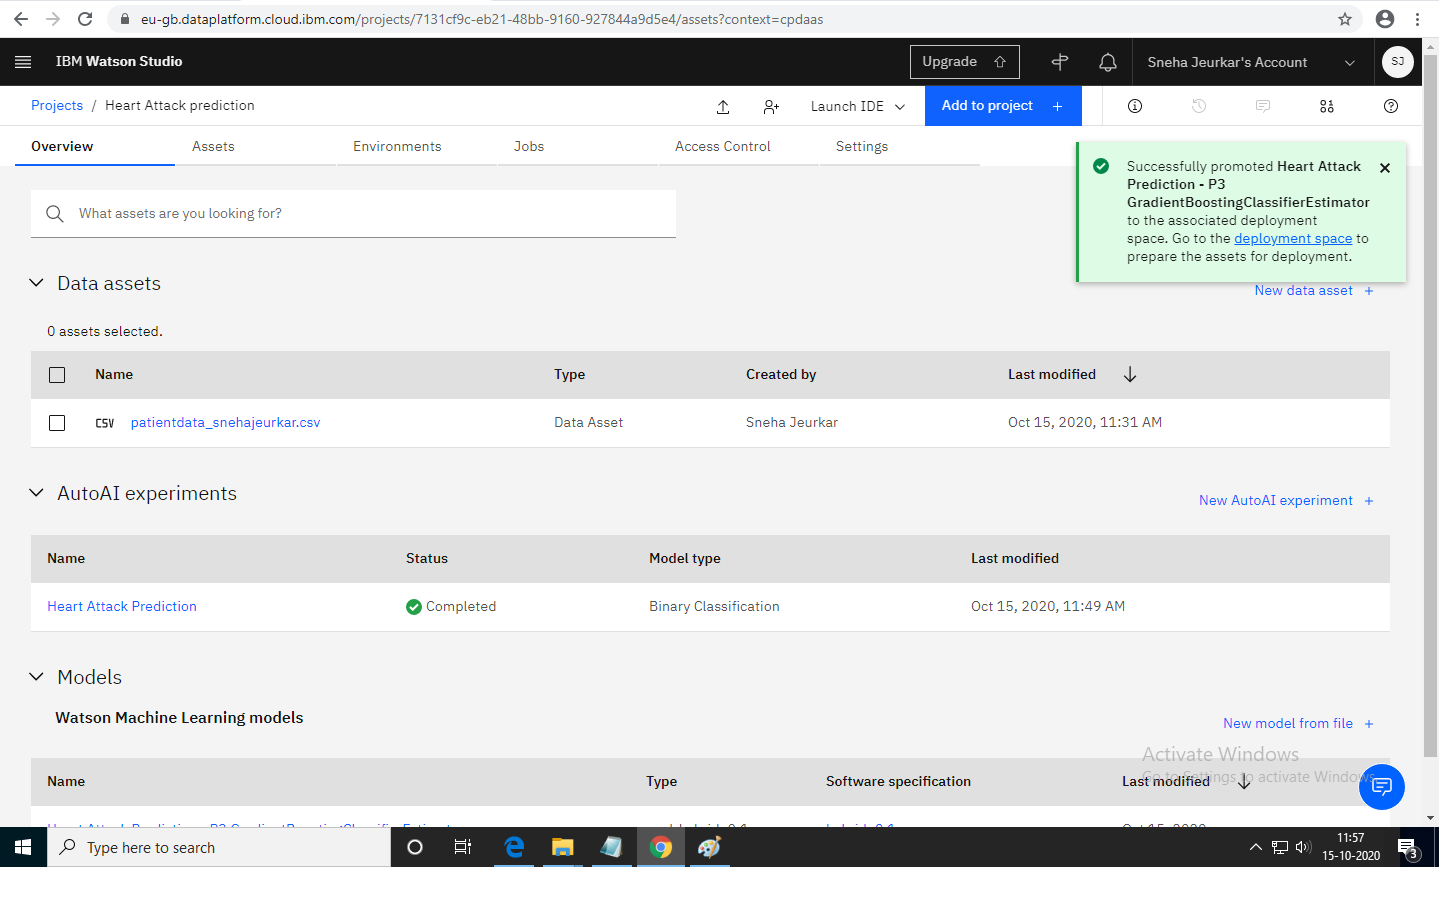 eu-gb.dataplatform.cloud.ibm.com/projects/7131cf9c-eb21-48bb-9160-927844a9d5e4/assets?context=cpdaas
IBM Watson Studio
Upgrade
Sneha Jeurkar's Account
SJ
Projects / Heart Attack prediction
Launch IDE
Add to project +
Overview
Assets
Environments
Jobs
Access Control
Settings
Successfully promoted Heart Attack
Prediction - P3
GradientBoostingClassifierEstimator
to the associated deployment
space. Go to the deployment space to
prepare the assets for deployment.
What assets are you looking for?
Data assets
New data asset +
0 assets selected.
Name Type Created by Last modified
CSV patientdata_snehajeurkar.csv Data Asset Sneha Jeurkar Oct 15, 2020, 11:31 AM
AutoAI experiments
New AutoAI experiment +
Name Status Model type Last modified
Heart Attack Prediction Completed Binary Classification Oct 15, 2020, 11:49 AM
Models
Watson Machine Learning models
New model from file +
Activate Windows
Go to Settings to activate Windows.
Name Type Software specification Last modified
Type here to search
11:57
15-10-2020
3